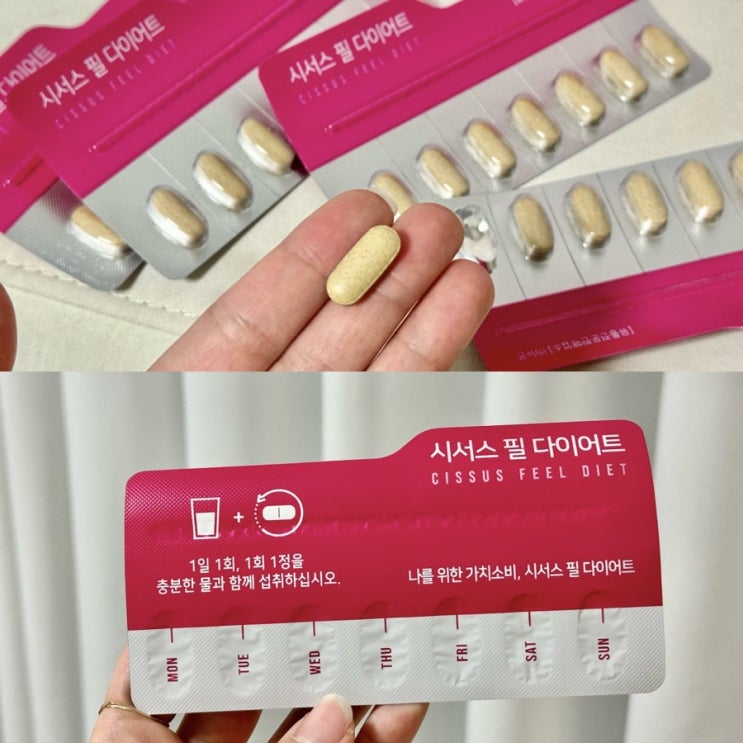 시서스 필 다이어트
CISSUS FEEL DIET
시서스 필 다이어트
CISSUS FEEL DIET
시서스 필 다이어트
CISSUS FEEL DIET
1일 1회, 1회 1정을
충분한 물과 함께 섭취하십시오.
나를 위한 가치소비, 시서스 필 다이어트
MON
TUE
WED
THU
FRI
SAT
SUN